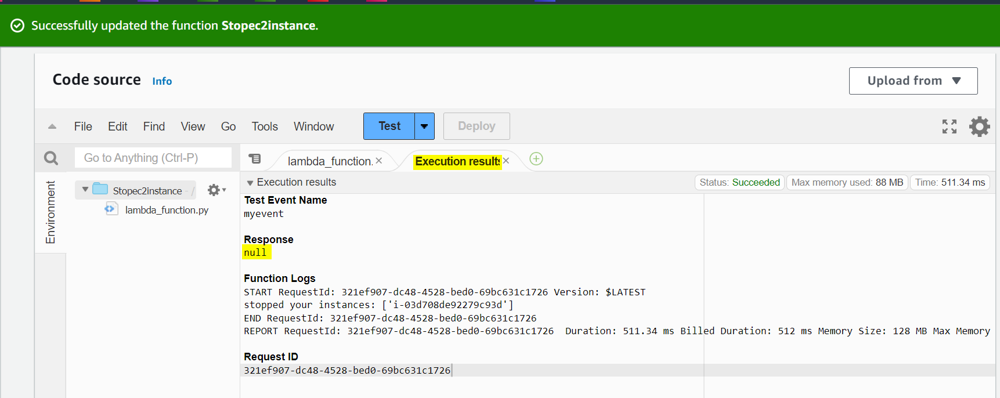 Successfully updated the function Stopec2instance.
Code source Info
Upload from
File Edit Find View Go Tools Window Test Deploy
Go to Anything (Ctrl-P)
lambda_function.
Execution results
Environment
Stopec2instance - /
lambda_function.py
Execution results
Status: Succeeded
Max memory used: 88 MB
Time: 511.34 ms
Test Event Name
myevent
Response
null
Function Logs
START RequestId: 321ef907-dc48-4528-bed0-69bc631c1726 Version: $LATEST
stopped your instances: ['i-03d708de92279c93d']
END RequestId: 321ef907-dc48-4528-bed0-69bc631c1726
REPORT RequestId: 321ef907-dc48-4528-bed0-69bc631c1726 Duration: 511.34 ms Billed Duration: 512 ms Memory Size: 128 MB Max Memory
Request ID
321ef907-dc48-4528-bed0-69bc631c1726